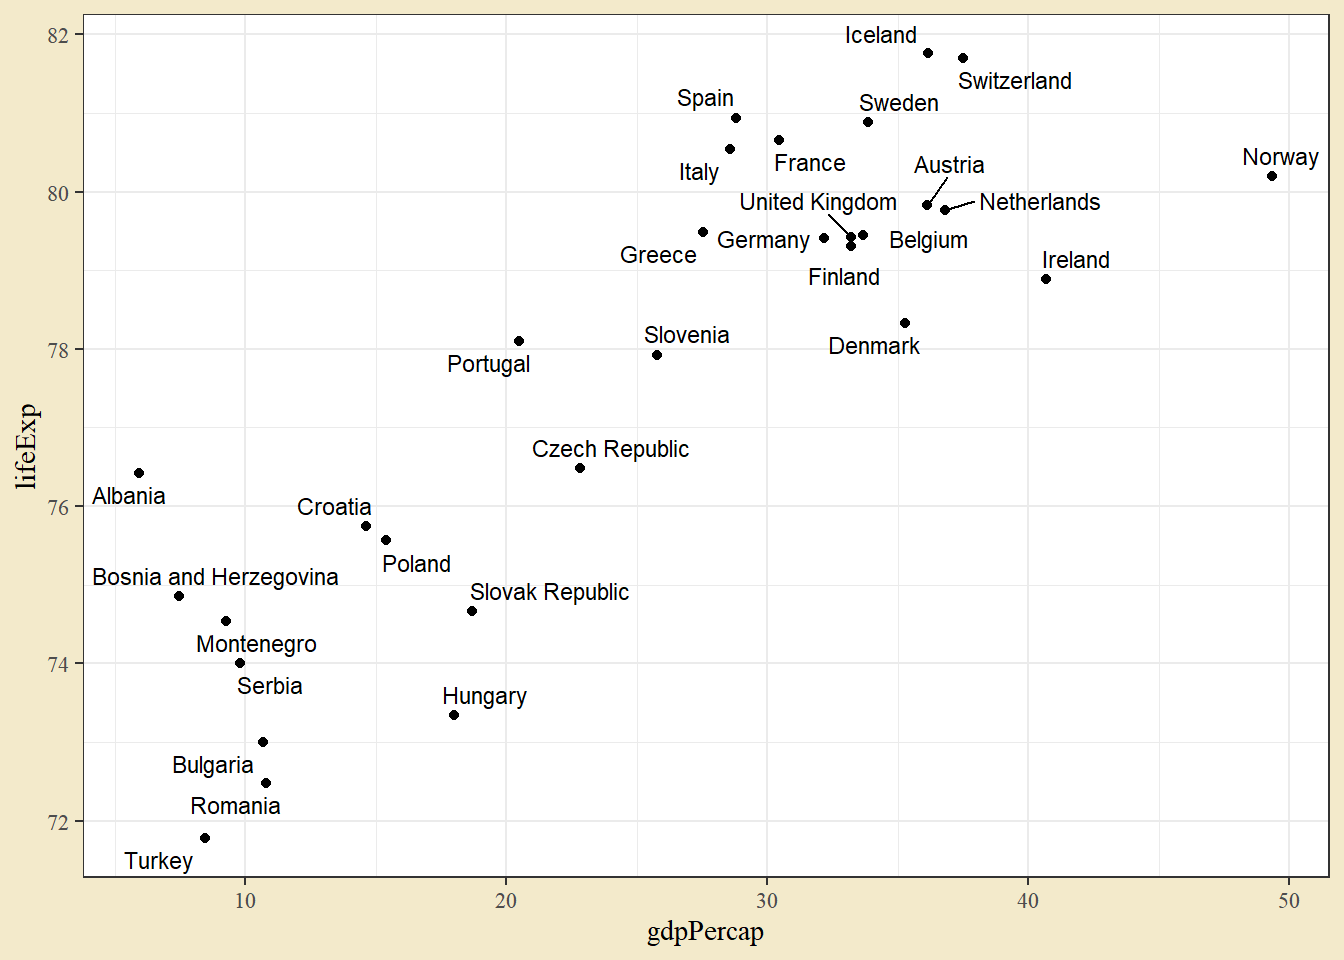 82
Iceland
Switzerland
Spain
Sweden
Italy
France
Austria
Norway
80
United Kingdom
Netherlands
Greece
Germany
Belgium
Finland
Ireland
78
Portugal
Slovenia
Denmark
lifeExp
Czech Republic
Albania
76
Croatia
Poland
Bosnia and Herzegovina
Slovak Republic
Montenegro
74
Serbia
Hungary
Bulgaria
Romania
72
Turkey
10
20
30
40
50
gdpPercap